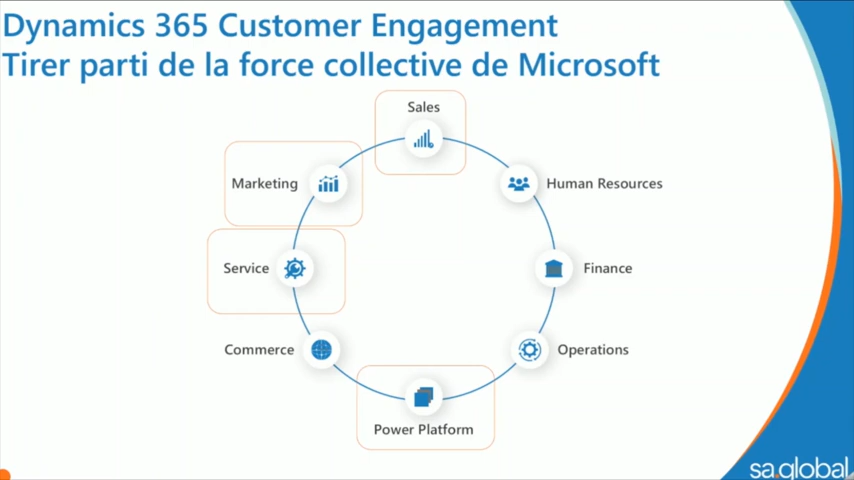 Dynamics 365 Customer Engagement
Tirer parti de la force collective de Microsoft
Sales
Marketing
Human Resources
Service
Finance
Commerce
Operations
Power Platform
sa.global